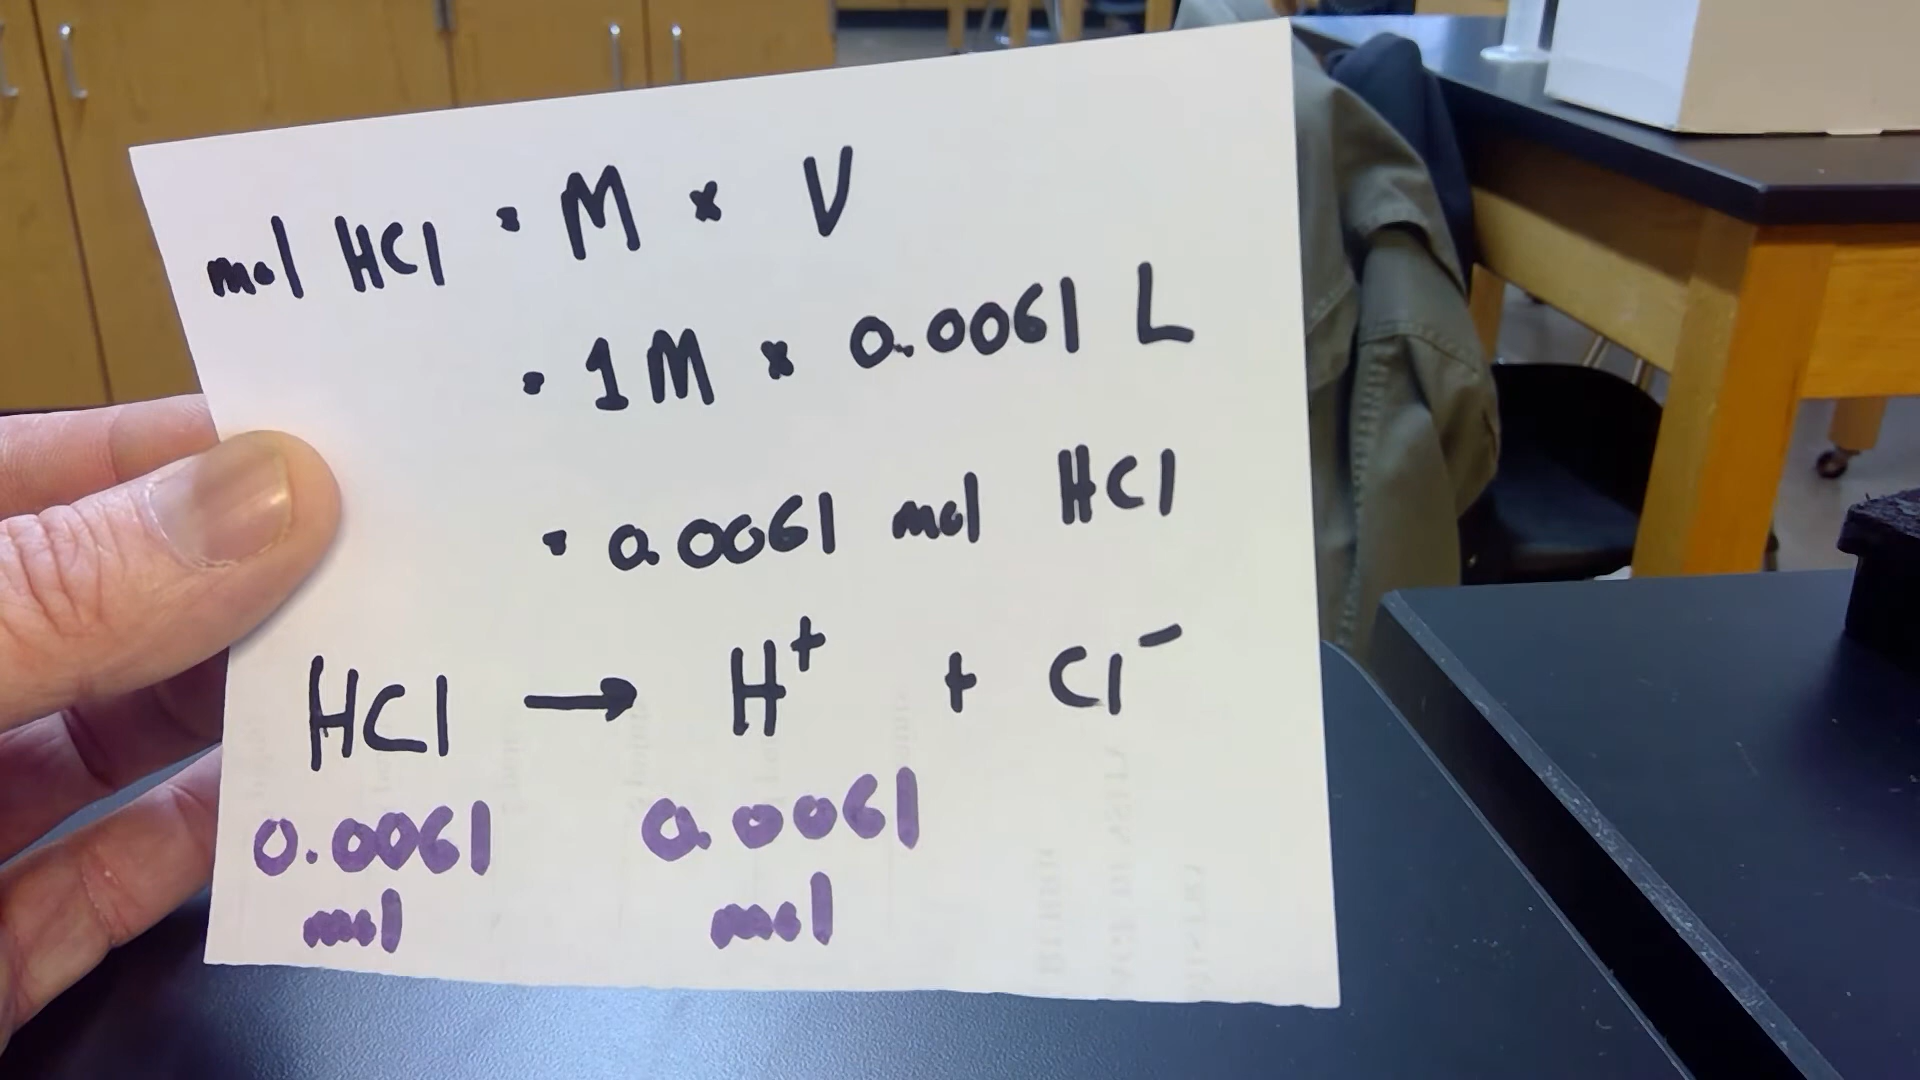 mol HCl = M × V
= 1M × 0.0061 L
= 0.0061 mol HCl
HCl → H⁺ + Cl⁻
0.0061 0.0061
mol mol